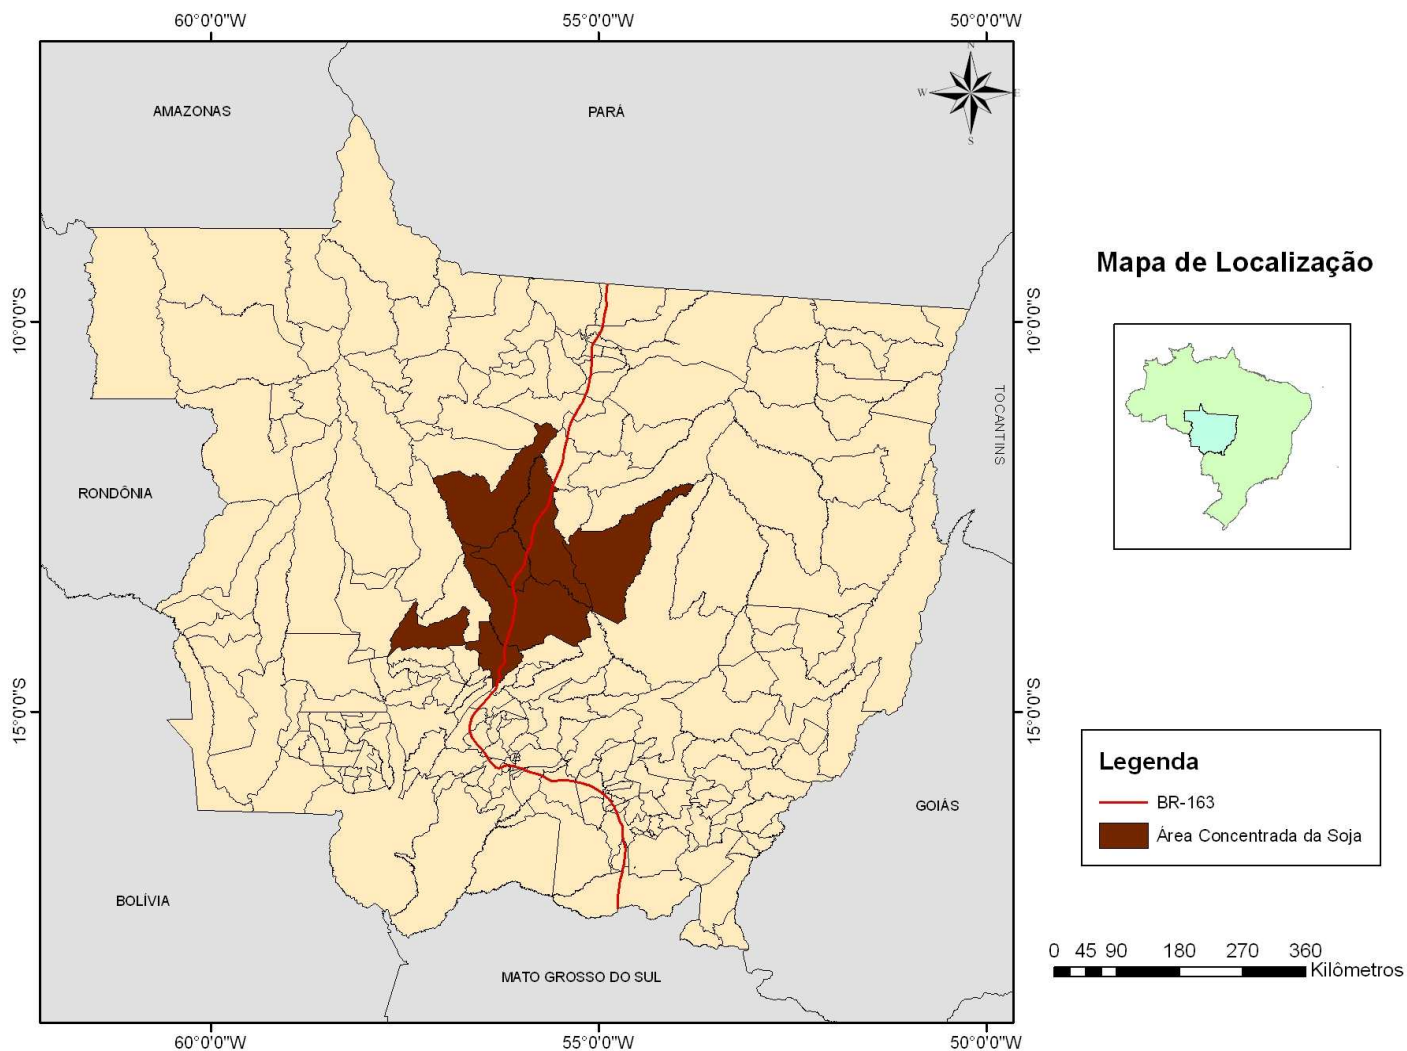 60°0'0"W 55°0'0"W 50°0'0"W
N
W E
S
AMAZONAS
PARÁ
10°0'0"S
10°0'0"S
TOCANTINS
RONDÔNIA
15°0'0"S
15°0'0"S
GOIÁS
BOLÍVIA
MATO GROSSO DO SUL
60°0'0"W 55°0'0"W 50°0'0"W
Mapa de Localização
Legenda
BR-163
Área Concentrada da Soja
0 45 90 180 270 360
Kilômetros